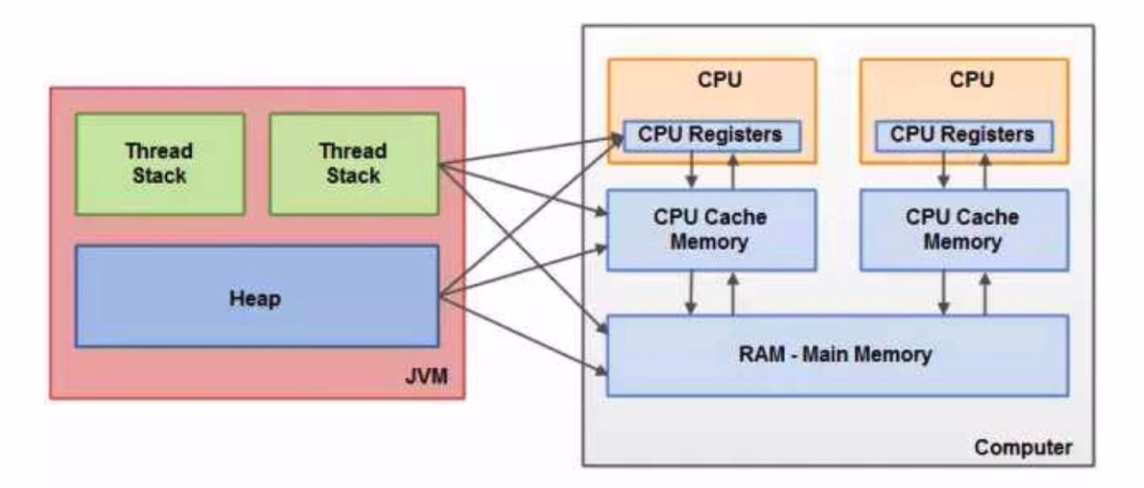 CPU
CPU
CPU Registers
CPU Registers
Thread
Stack
Thread
Stack
CPU Cache
Memory
CPU Cache
Memory
Heap
RAM - Main Memory
JVM
Computer